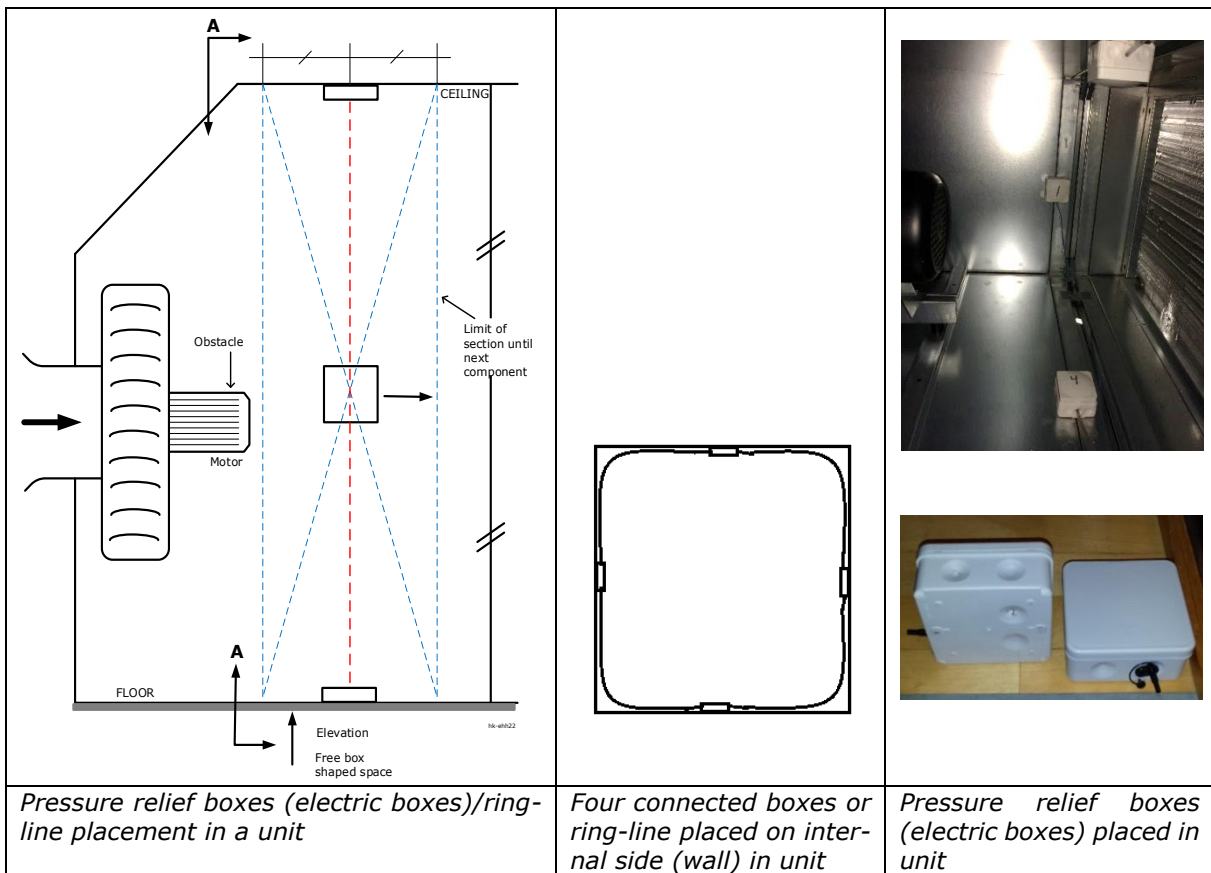 A
CEILING
Obstacle
Limit of
section until
next
component
Motor
A
FLOOR
hk-ehh22
Elevation
Free box
shaped space
1
4
Pressure relief boxes (electric boxes)/ring-
line placement in a unit
Four connected boxes or
ring-line placed on inter-
nal side (wall) in unit
Pressure relief boxes
(electric boxes) placed in
unit